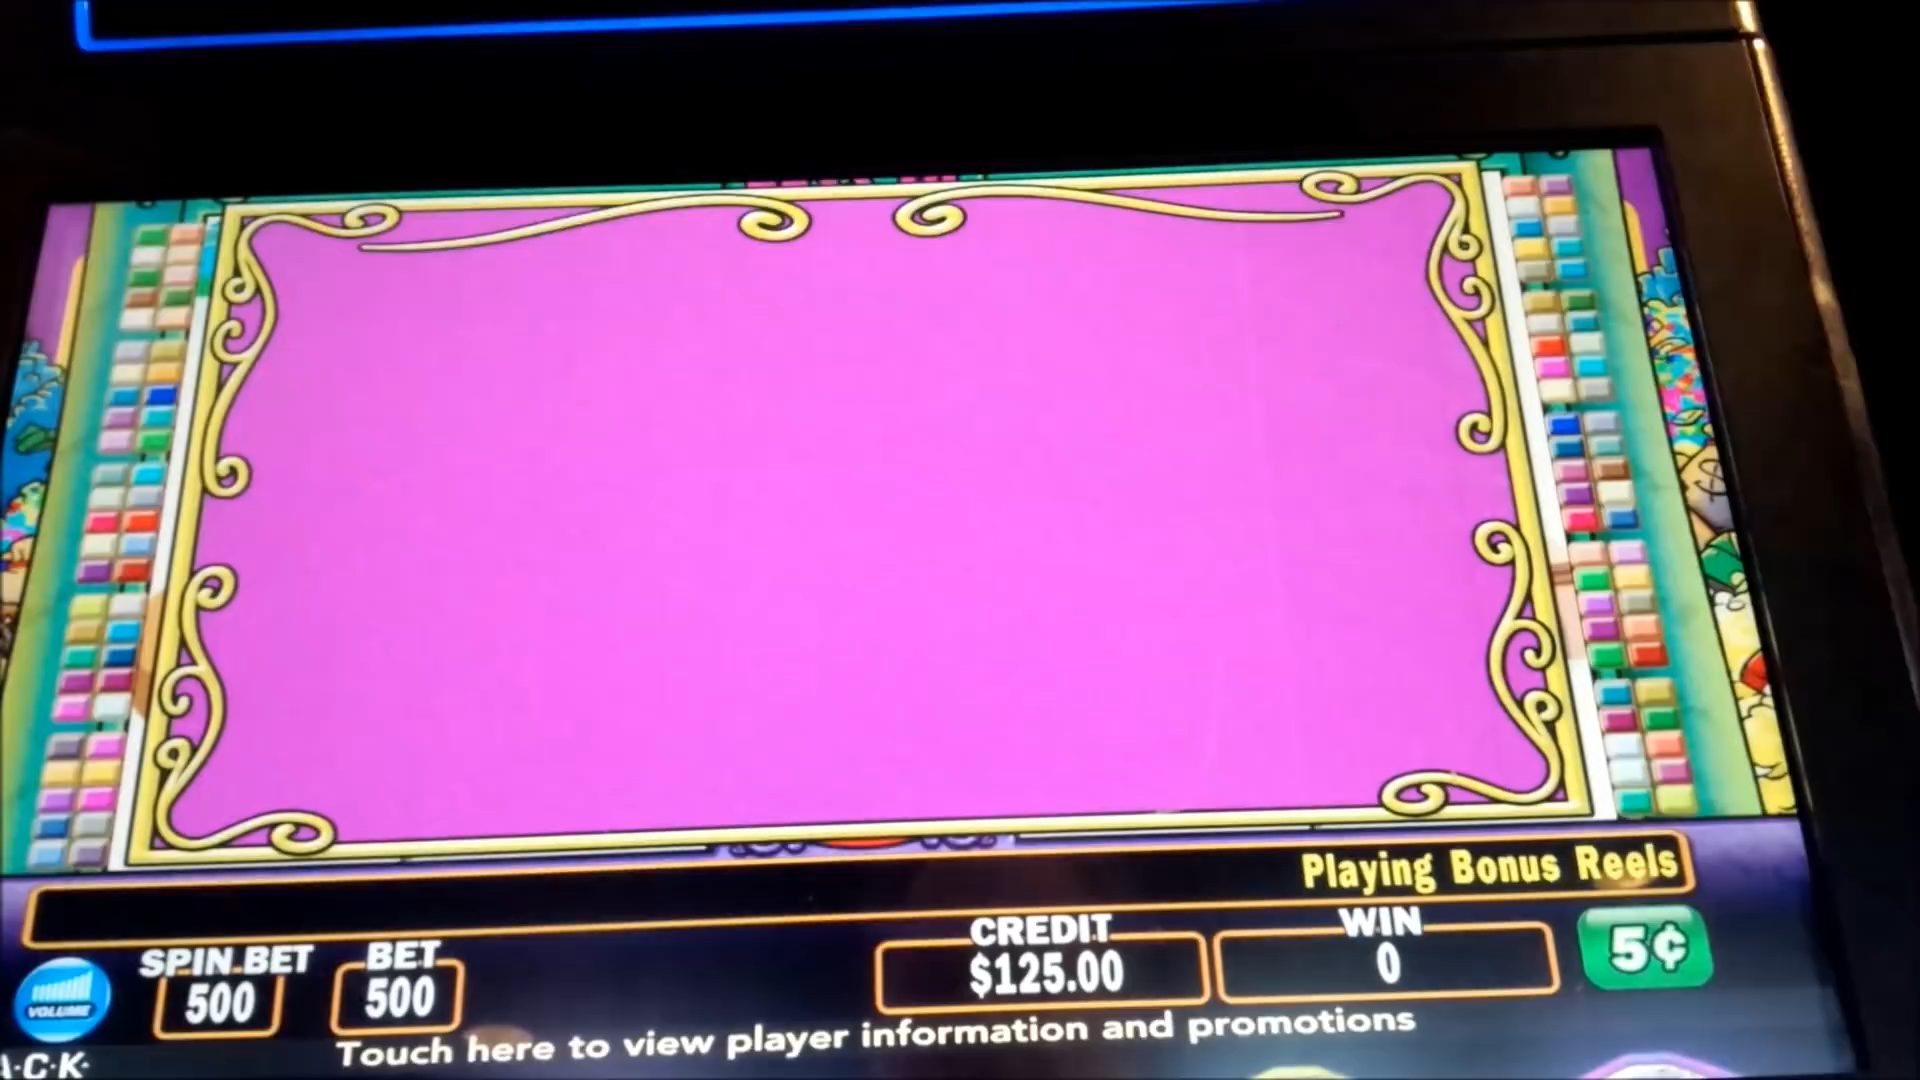 Playing Bonus Reels
SPIN BET
500
BET
500
CREDIT
$125.00
WIN
0
5¢
VOLUME
Touch here to view player information and promotions
A·C·K·